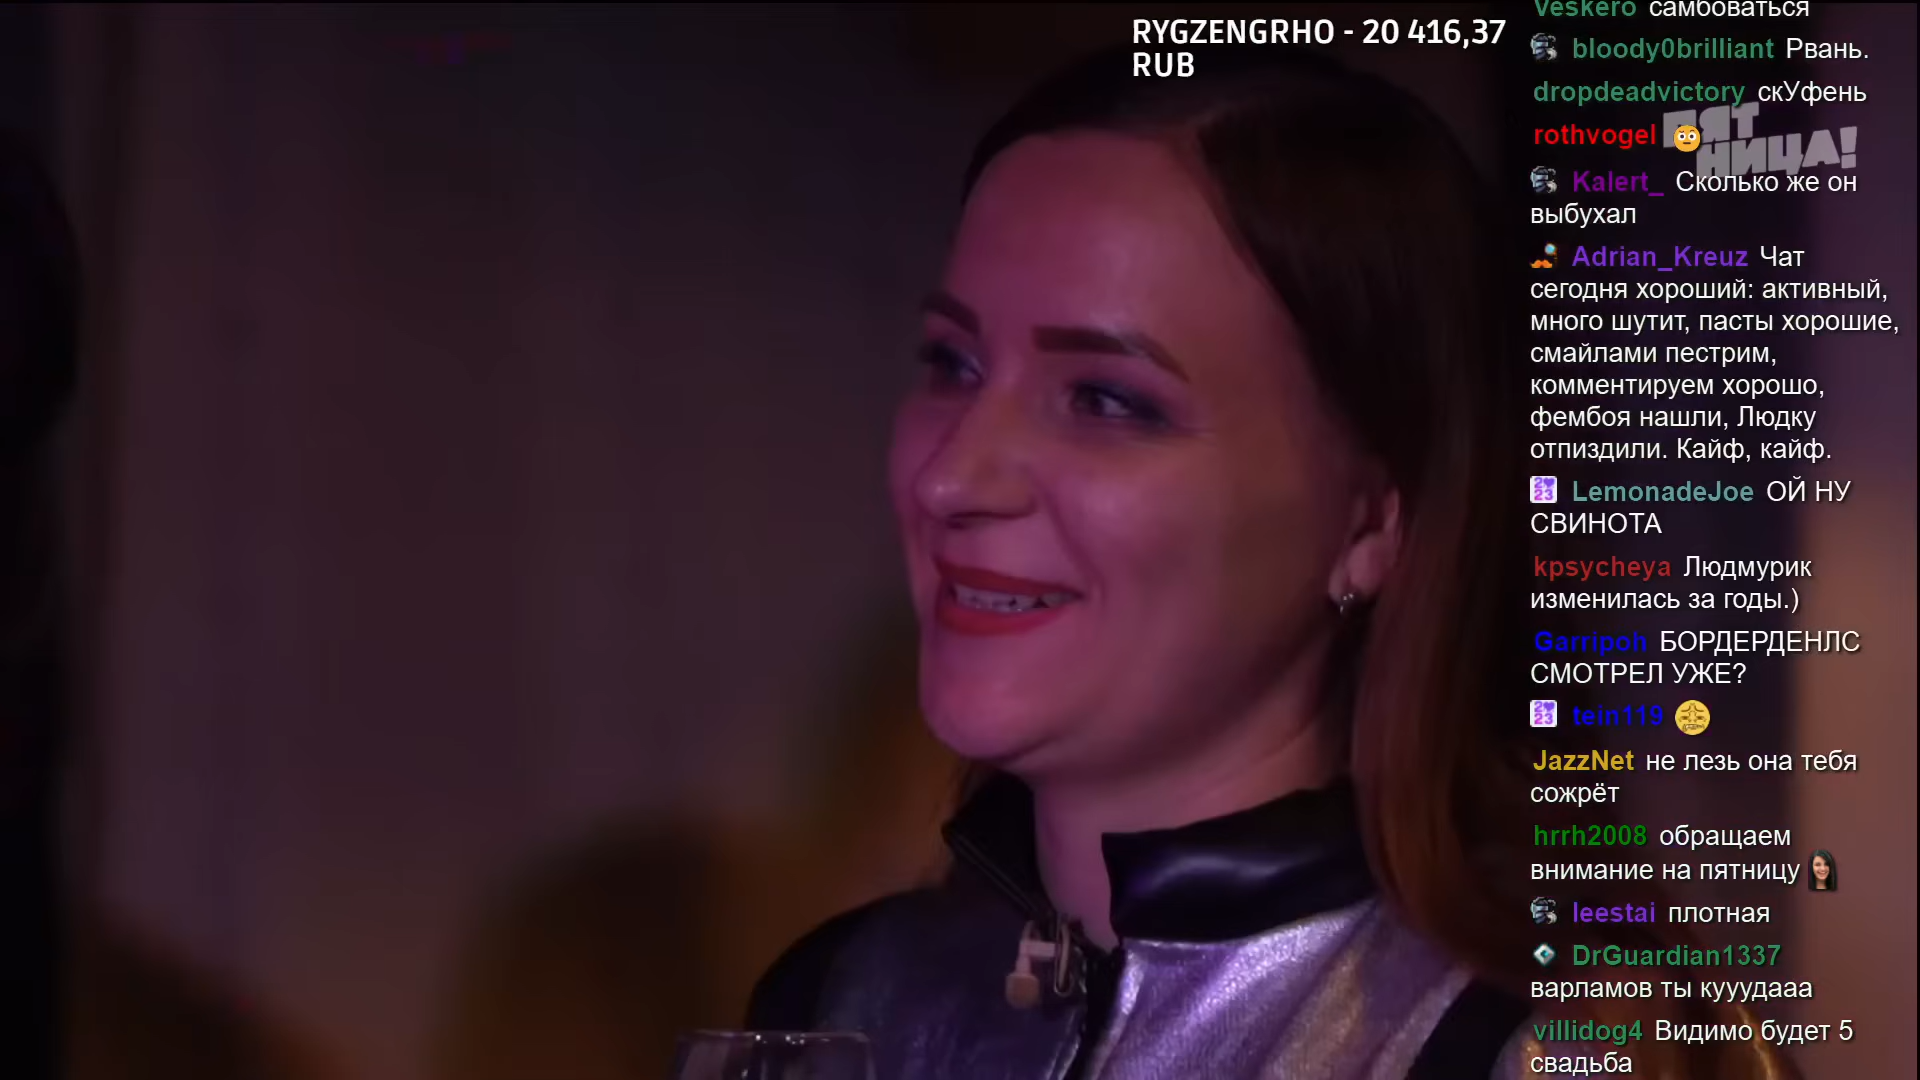 RYGZENGRHO - 20 416,37
RUB
Veskero самбоваться
bloody0brilliant Рвань.
dropdeadvictory скУфень
ПЯТ
НИЦА!
rothvogel
Kalert_ Сколько же он
выбухал
Adrian_Kreuz Чат
сегодня хороший: активный,
много шутит, пасты хорошие,
смайлами пестрим,
комментируем хорошо,
фембоя нашли, Людку
отпиздили. Кайф, кайф.
LemonadeJoe ОЙ НУ
СВИНОТА
kpsycheya Людмурик
изменилась за годы.)
Garripoh БОРДЕРДЕНЛС
СМОТРЕЛ УЖЕ?
tein119
JazzNet не лезь она тебя
сожрёт
hrrh2008 обращаем
внимание на пятницу
leestai плотная
DrGuardian1337
варламов ты кууудааа
villidog4 Видимо будет 5
свадьба